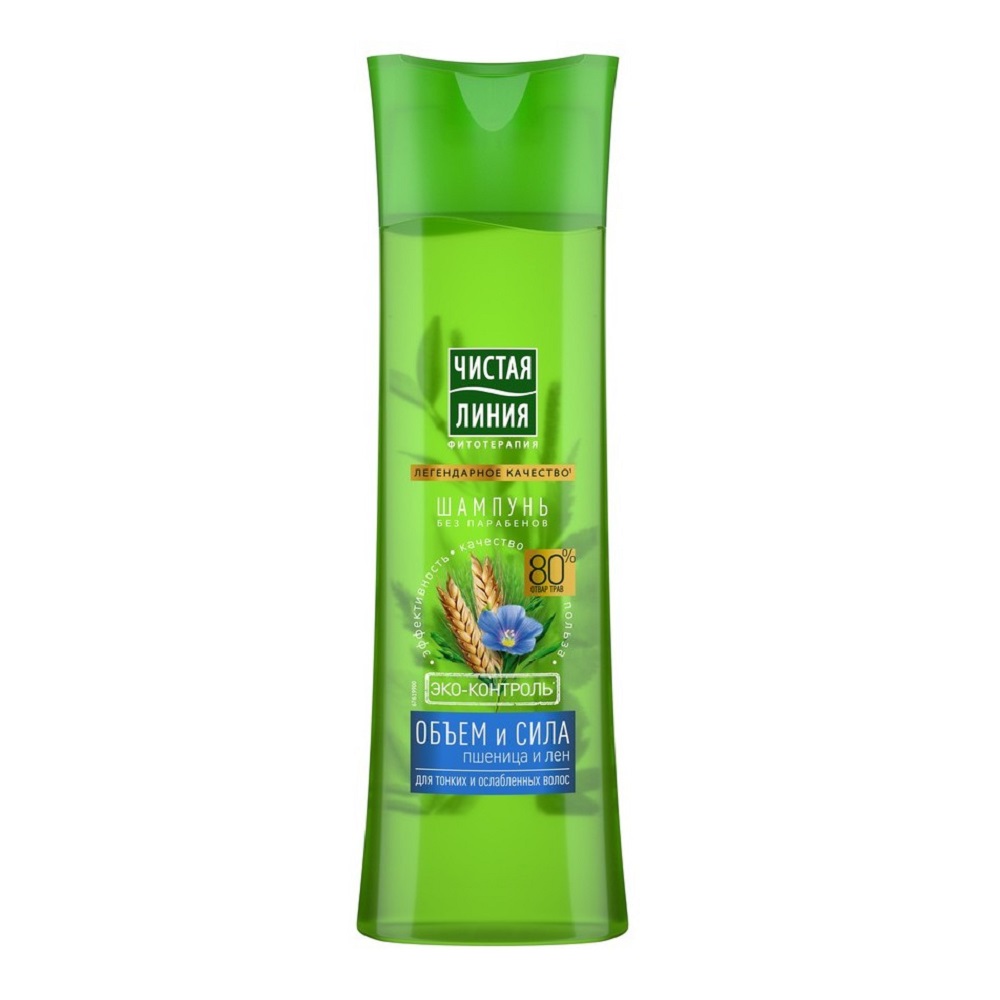 ЧИСТАЯ
ЛИНИЯ
ФИТОТЕРАПИЯ
ЛЕГЕНДАРНОЕ КАЧЕСТВО¹
ШАМПУНЬ
БЕЗ ПАРАБЕНОВ
эффективность • качество • польза •
80%
ОТВАР ТРАВ
ЭКО-КОНТРОЛЬ
ОБЪЕМ и СИЛА
пшеница и лен
для тонких и ослабленных волос